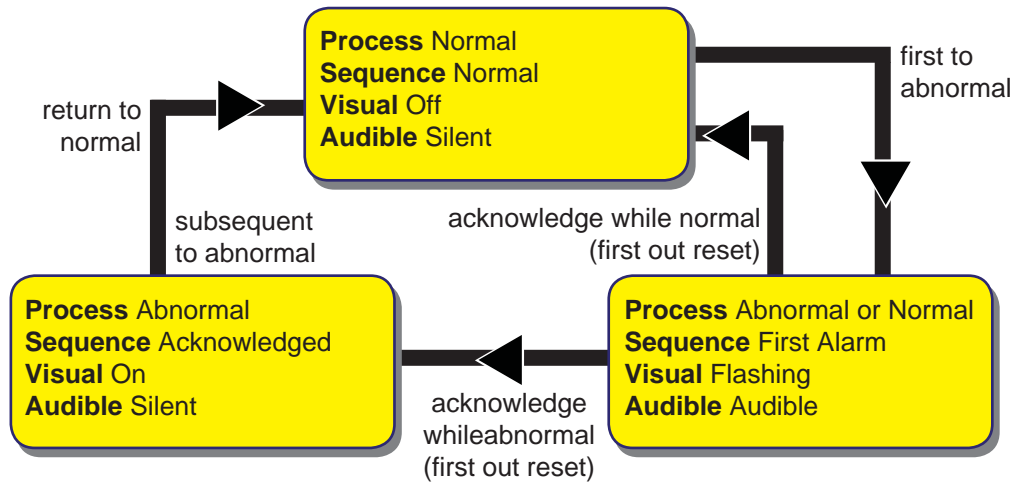 Process Normal
Sequence Normal
Visual Off
Audible Silent
first to
abnormal
return to
normal
subsequent
to abnormal
acknowledge while normal
(first out reset)
Process Abnormal
Sequence Acknowledged
Visual On
Audible Silent
Process Abnormal or Normal
Sequence First Alarm
Visual Flashing
Audible Audible
acknowledge
whileabnormal
(first out reset)